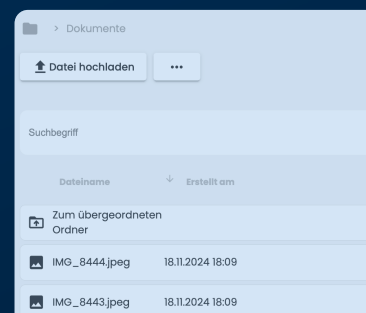 > Dokumente
Datei hochladen ...
Suchbegriff
Dateiname ↓ Erstellt am
Zum übergeordneten
Ordner
IMG_8444.jpeg 18.11.2024 18:09
IMG_8443.jpeg 18.11.2024 18:09